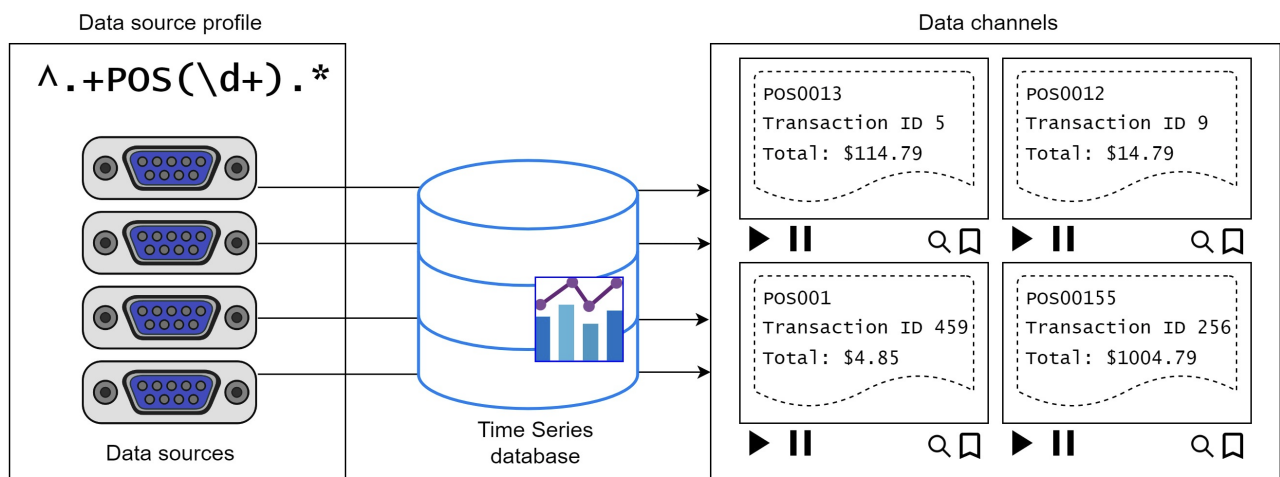 Data source profile
^.+POS(\d+).*
Data sources
Time Series
database
Data channels
POS0013
Transaction ID 5
Total: $114.79
POS0012
Transaction ID 9
Total: $14.79
POS001
Transaction ID 459
Total: $4.85
POS00155
Transaction ID 256
Total: $1004.79